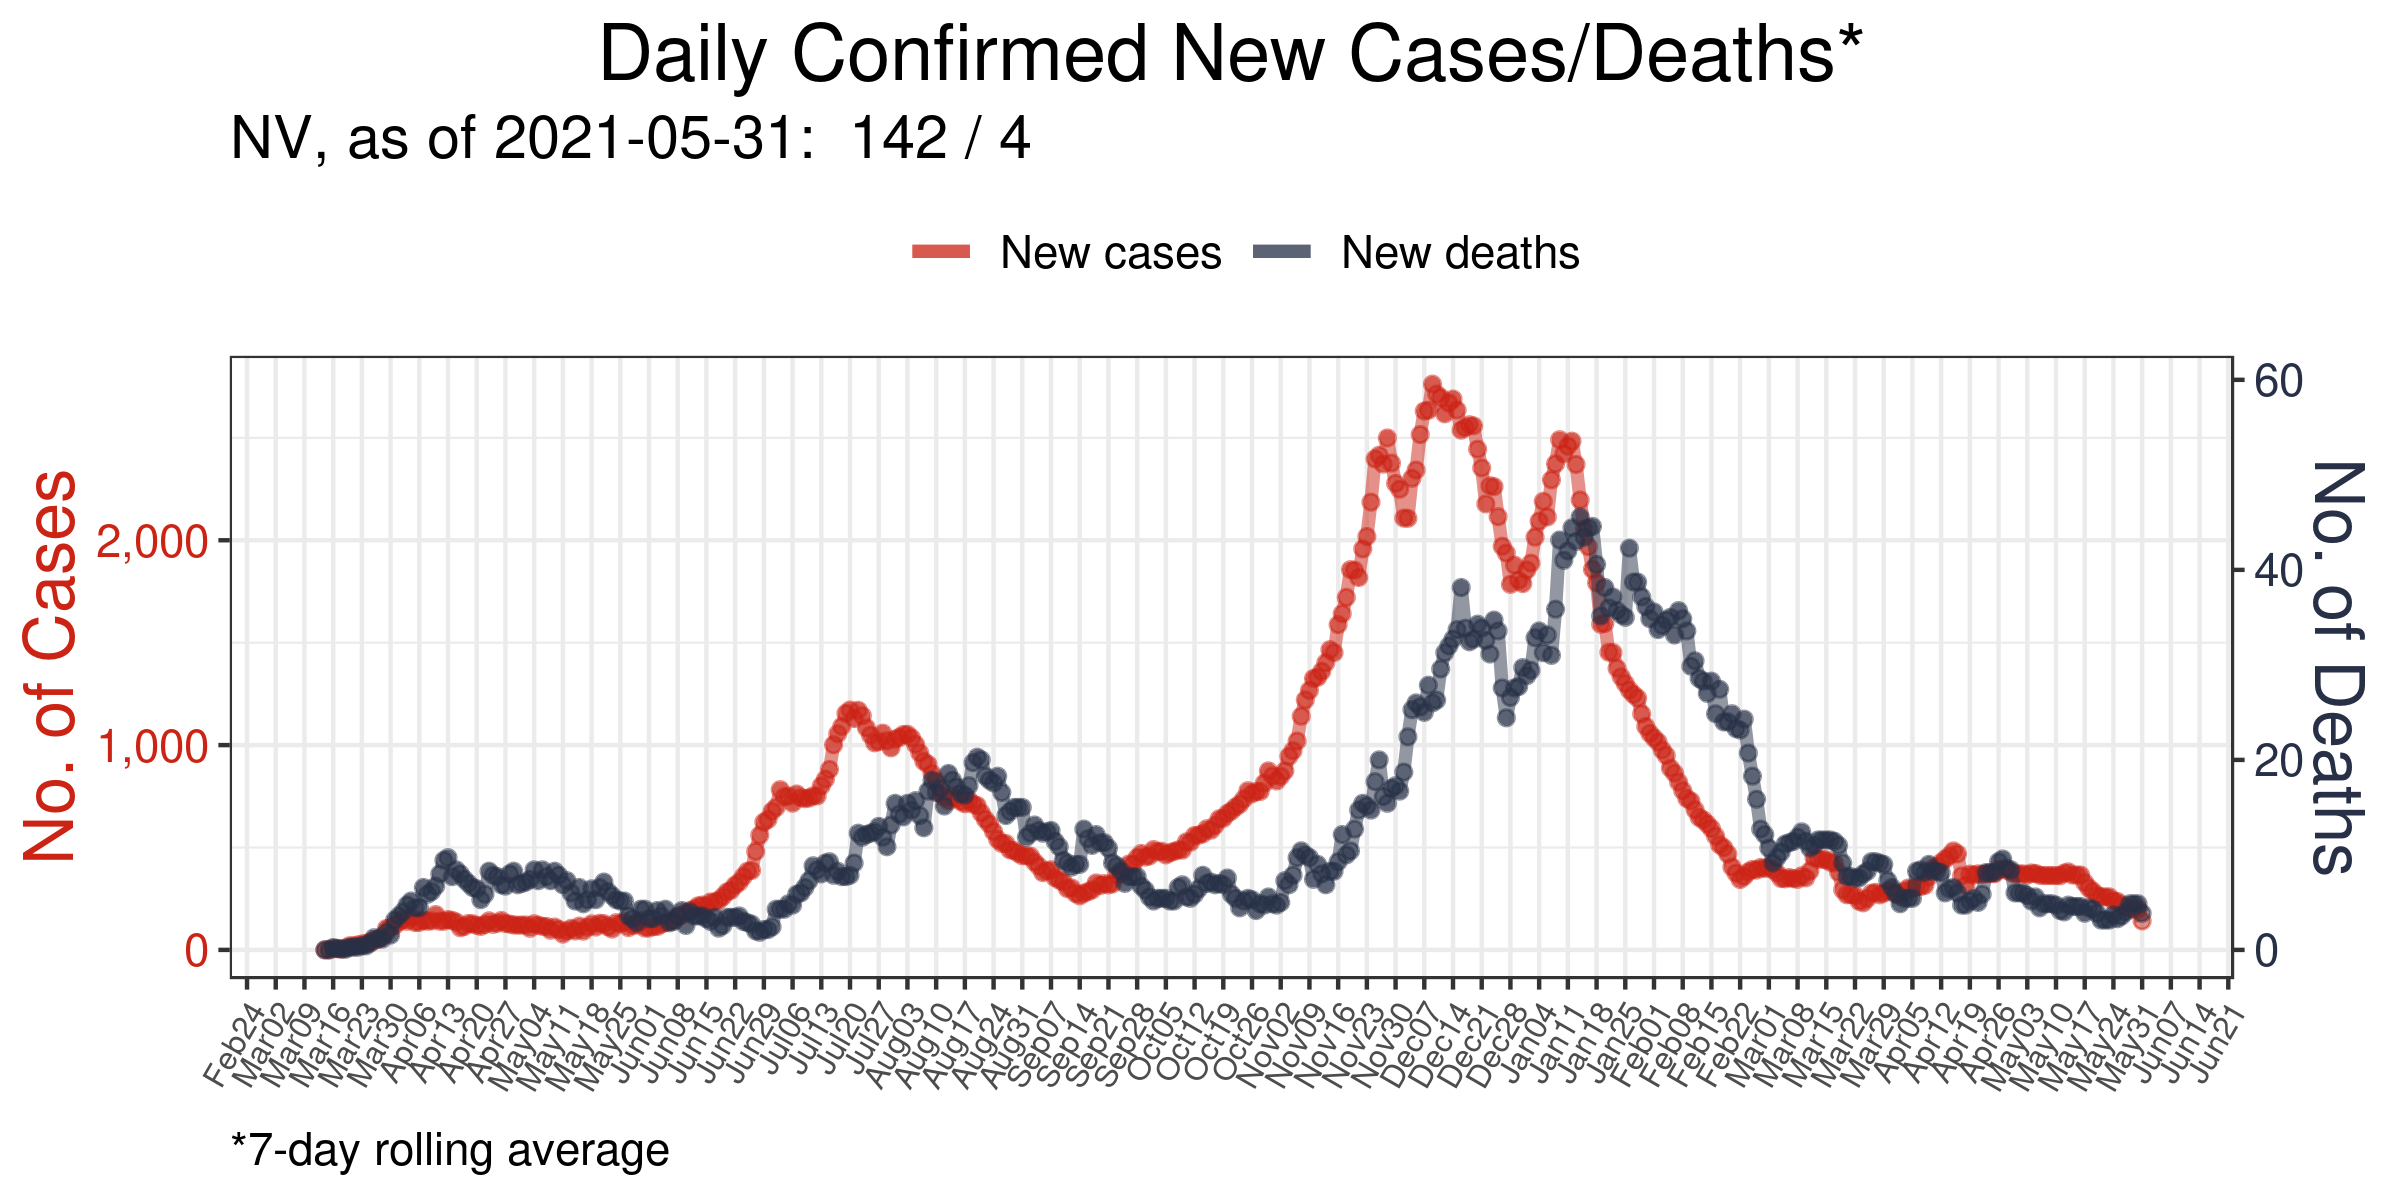 Daily Confirmed New Cases/Deaths*
NV, as of 2021-05-31:  142 / 4
New cases
New deaths
No. of Cases
2,000
1,000
0
60
40
20
0
No. of Deaths
Feb24
Mar02
Mar09
Mar16
Mar23
Mar30
Apr06
Apr13
Apr20
Apr27
May04
May11
May18
May25
Jun01
Jun08
Jun15
Jun22
Jun29
Jul06
Jul13
Jul20
Jul27
Aug03
Aug10
Aug17
Aug24
Aug31
Sep07
Sep14
Sep21
Sep28
Oct05
Oct12
Oct19
Oct26
Nov02
Nov09
Nov16
Nov23
Nov30
Dec07
Dec14
Dec21
Dec28
Jan04
Jan11
Jan18
Jan25
Feb01
Feb08
Feb15
Feb22
Mar01
Mar08
Mar15
Mar22
Mar29
Apr05
Apr12
Apr19
Apr26
May03
May10
May17
May24
May31
Jun07
Jun14
Jun21
*7-day rolling average